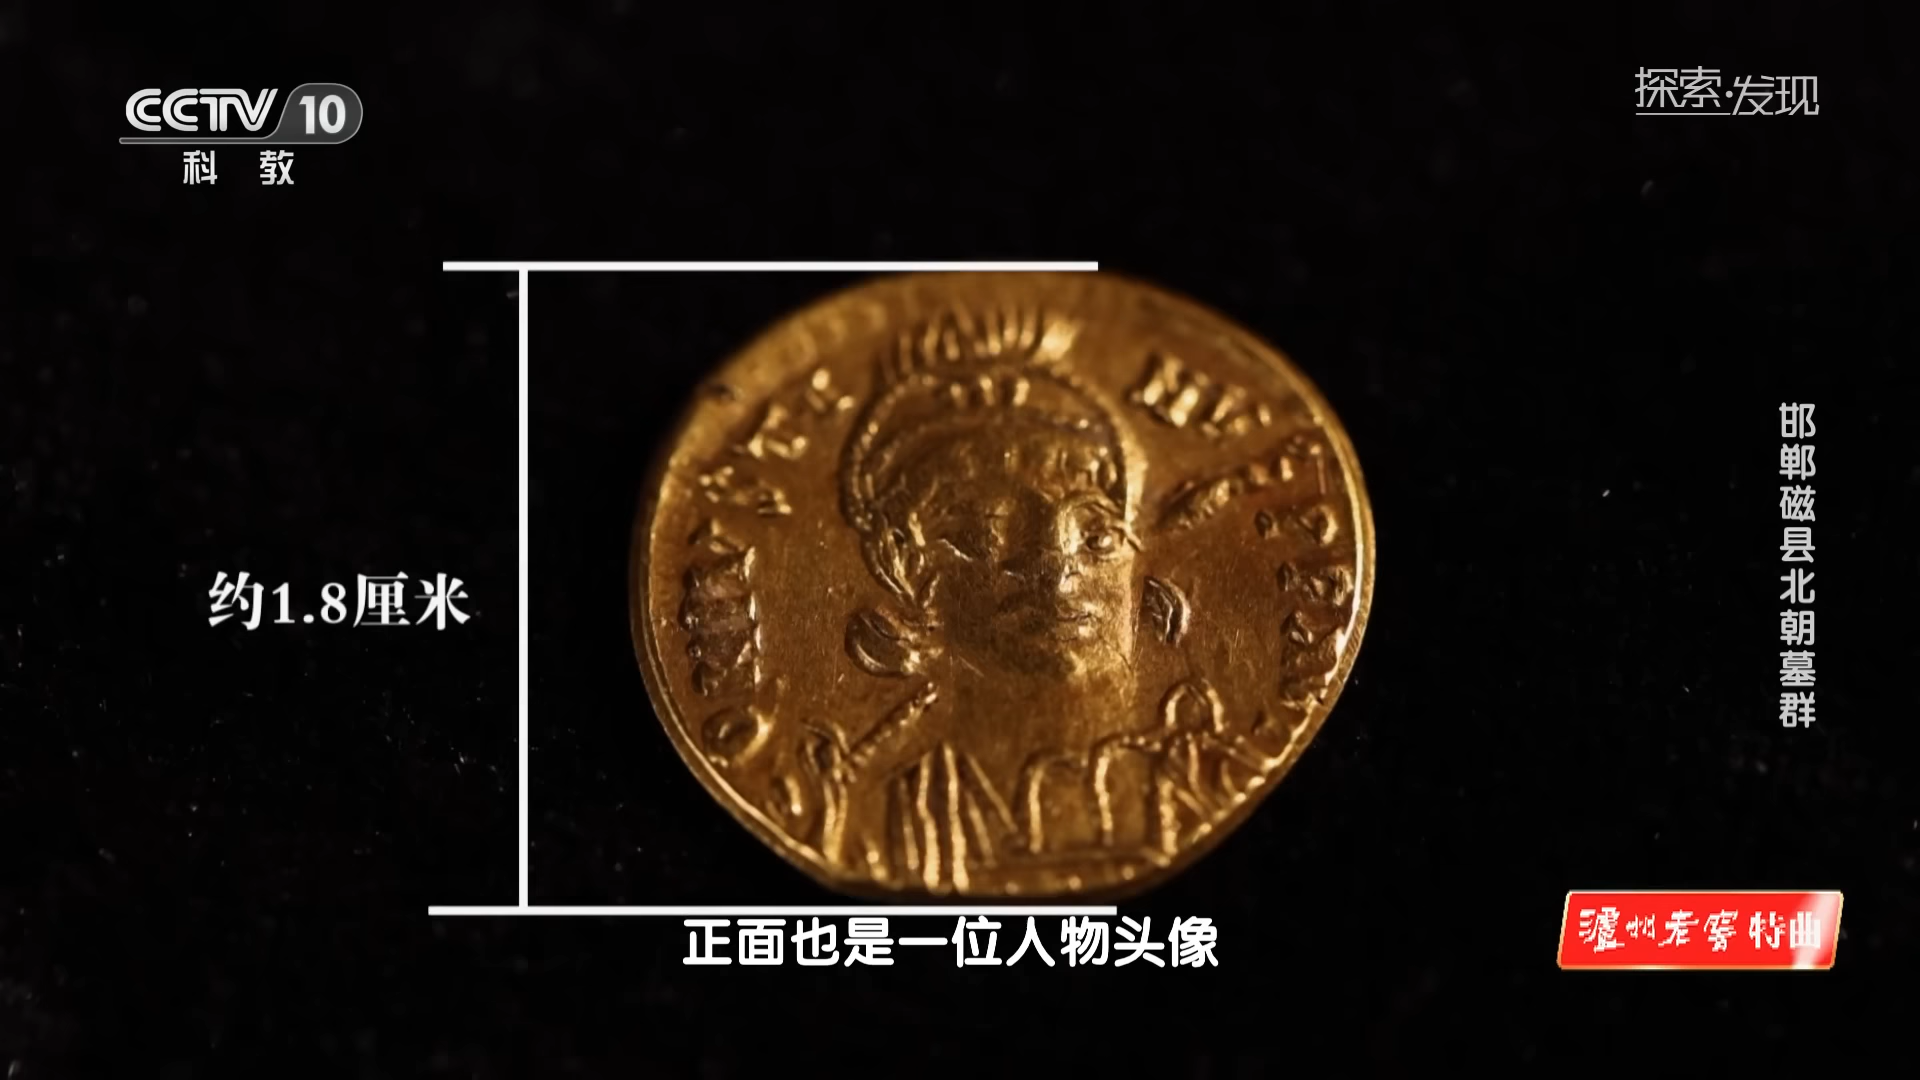 CCTV 10
科 教
探索·发现
约1.8厘米
邯郸磁县北朝墓群
正面也是一位人物头像
泸州老窖 特曲